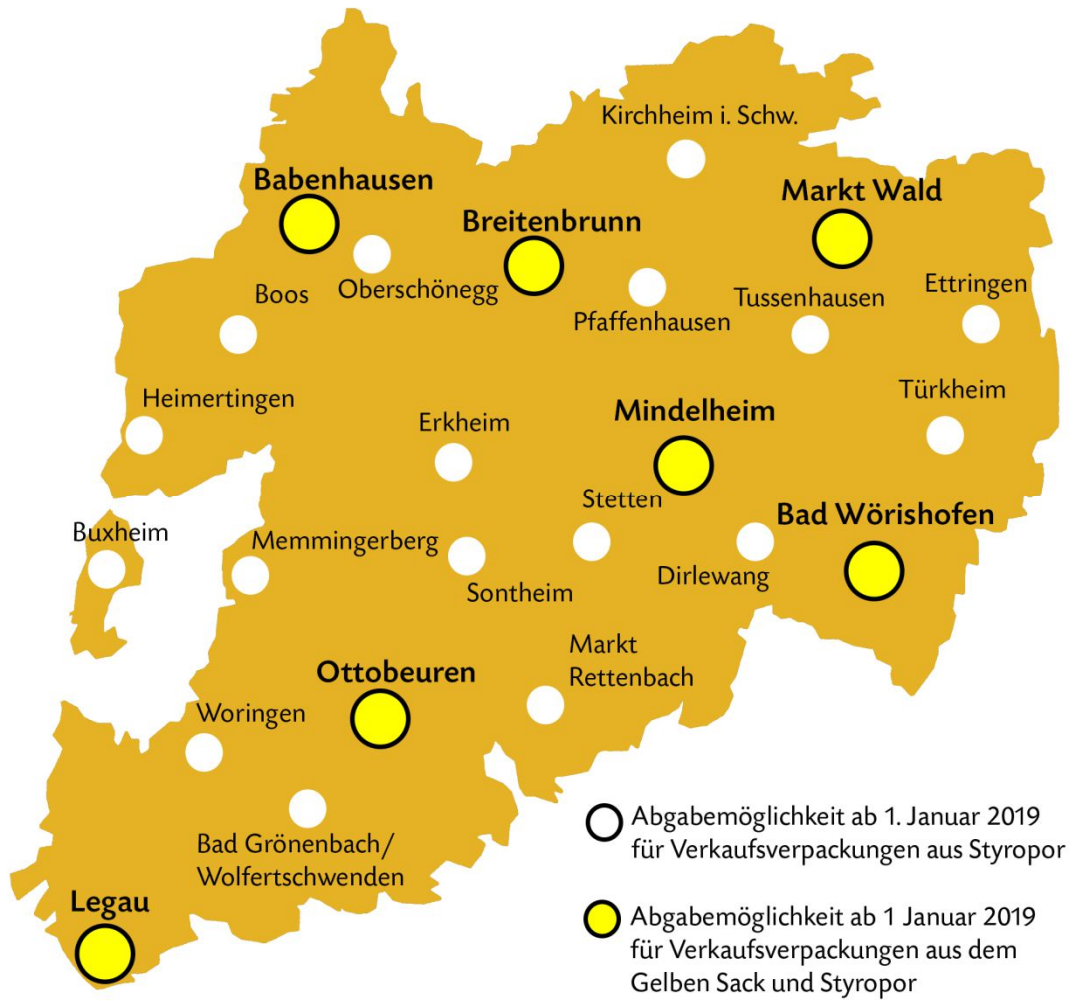 Kirchheim i. Schw.
Babenhausen
Markt Wald
Breitenbrunn
Oberschönegg
Boos
Ettringen
Tussenhausen
Pfaffenhausen
Heimertingen
Türkheim
Mindelheim
Erkheim
Stetten
Bad Wörishofen
Buxheim
Memmingerberg
Dirlewang
Sontheim
Markt
Rettenbach
Ottobeuren
Woringen
Bad Grönenbach/
Wolfertschwenden
Legau
Abgabemöglichkeit ab 1. Januar 2019
für Verkaufsverpackungen aus Styropor
Abgabemöglichkeit ab 1 Januar 2019
für Verkaufsverpackungen aus dem
Gelben Sack und Styropor